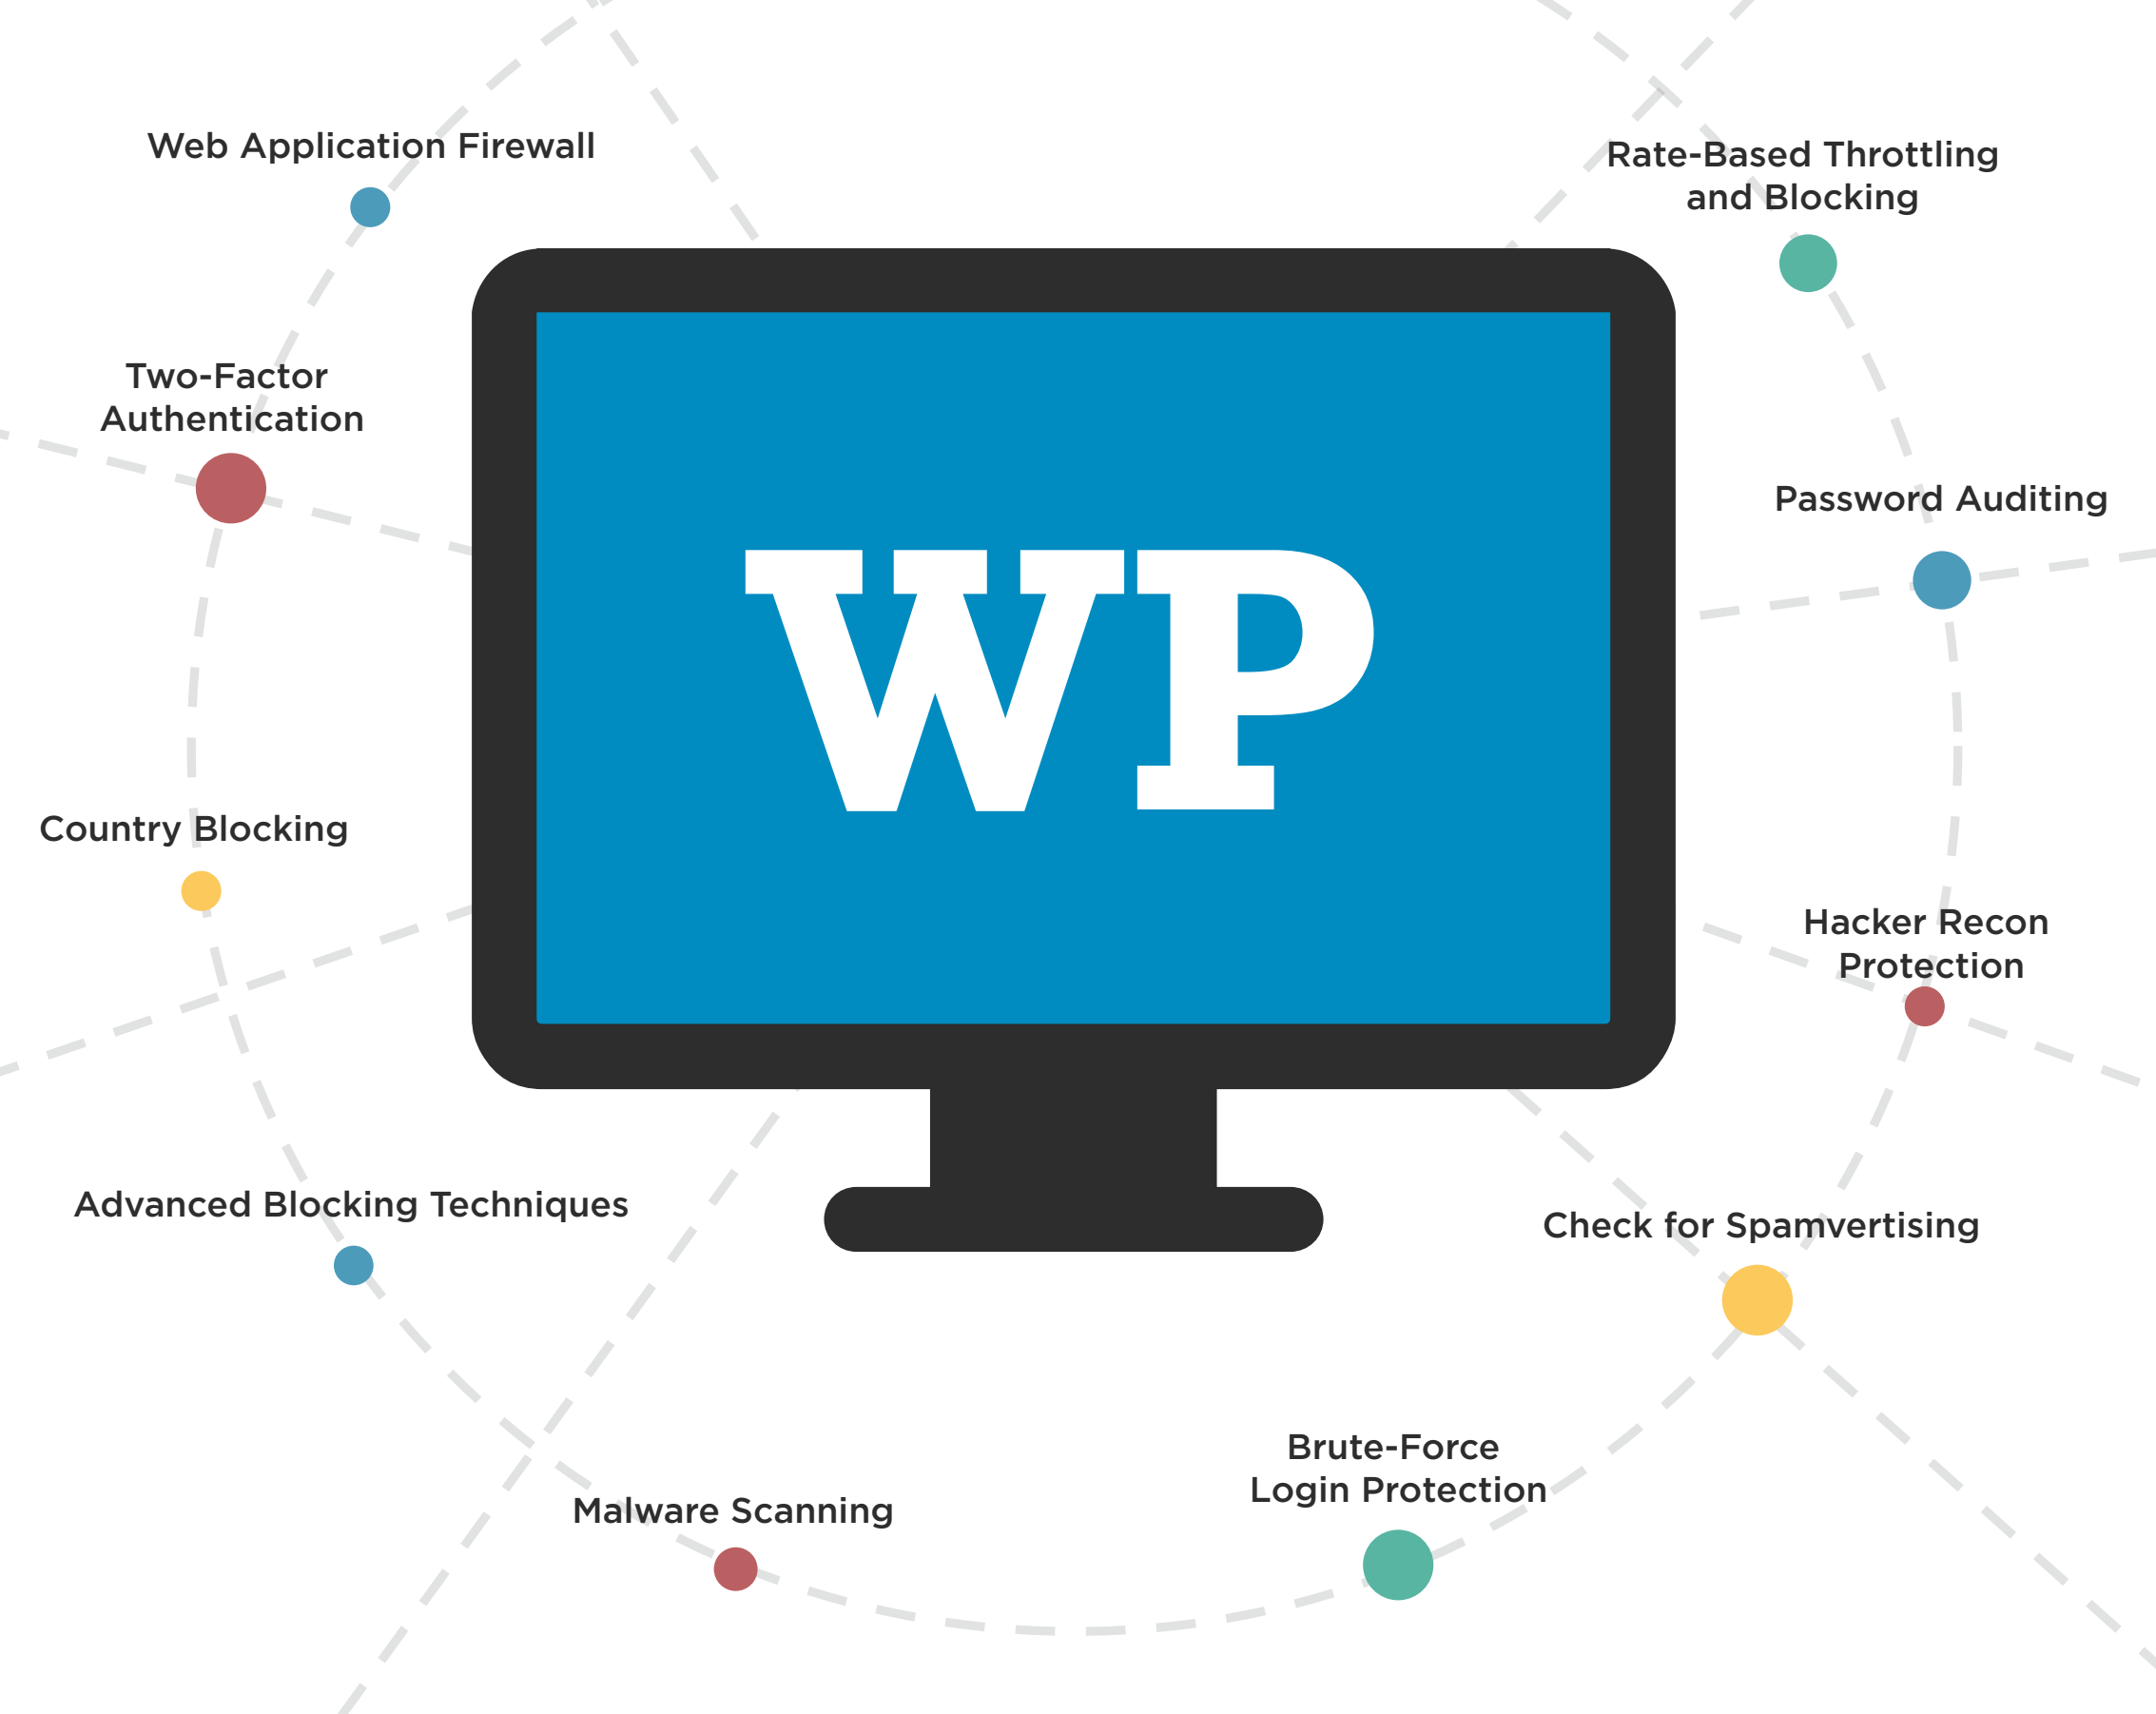 Web Application Firewall
Rate-Based Throttling
and Blocking
Two-Factor
Authentication
Password Auditing
WP
Country Blocking
Hacker Recon
Protection
Advanced Blocking Techniques
Check for Spamvertising
Brute-Force
Login Protection
Malware Scanning